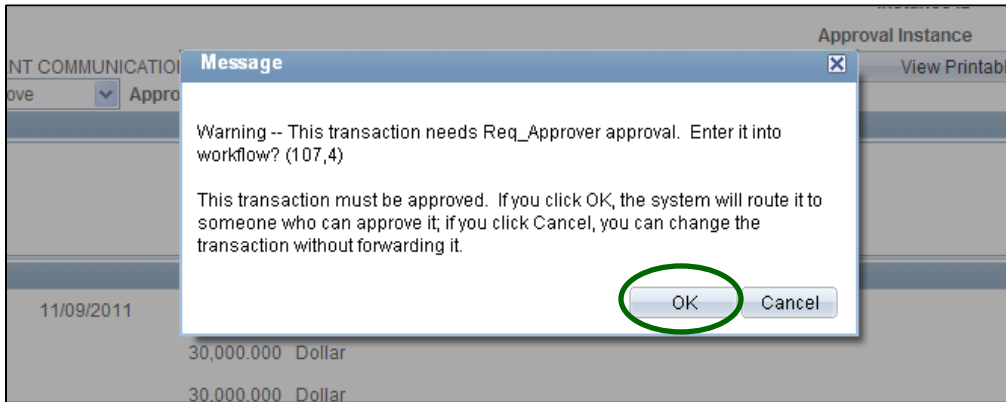 Approval Instance
NT COMMUNICATIO
View Printabl
ove
Appro
Message
Warning -- This transaction needs Req_Approver approval. Enter it into
workflow? (107,4)
This transaction must be approved. If you click OK, the system will route it to
someone who can approve it; if you click Cancel, you can change the
transaction without forwarding it.
OK Cancel
11/09/2011
30,000.000 Dollar
30,000.000 Dollar